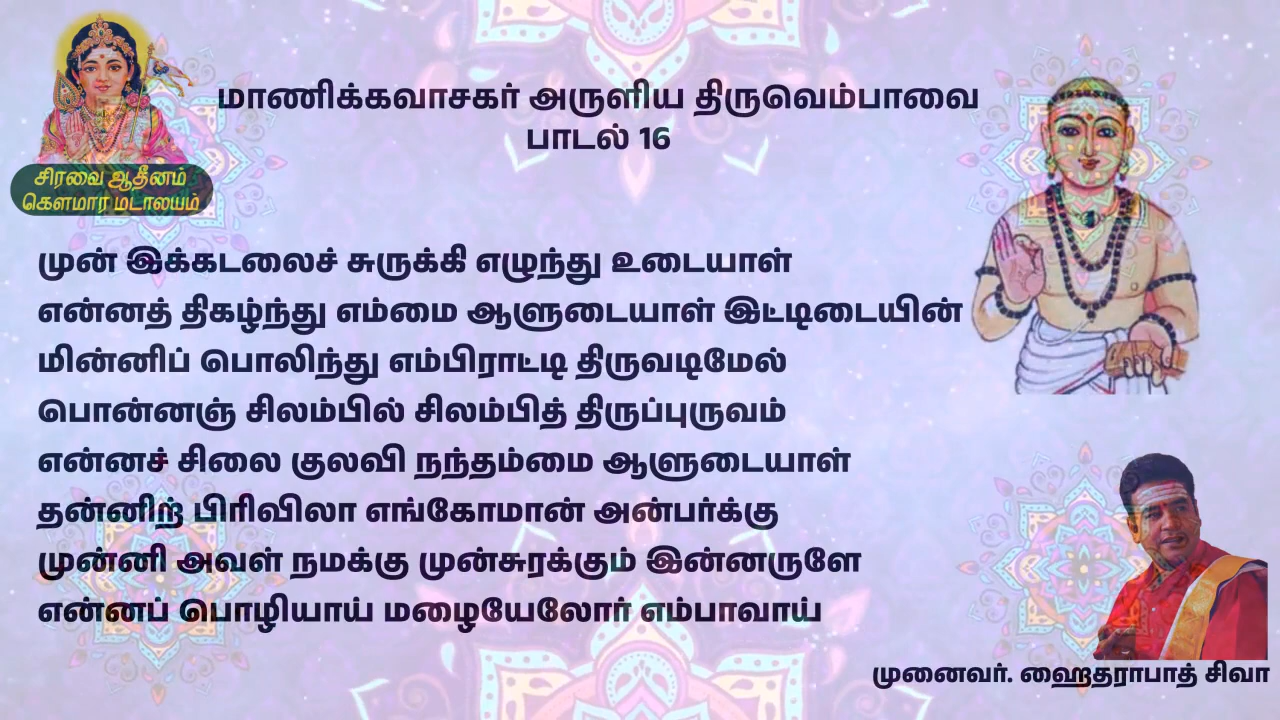 மாணிக்கவாசகர் அருளிய திருவெம்பாவை
பாடல் 16
சிரவை ஆதீனம்
கௌமார மடாலயம்
முன் இக்கடலைச் சுருக்கி எழுந்து உடையாள்
என்னத் திகழ்ந்து எம்மை ஆளுடையாள் இட்டிடையின்
மின்னிப் பொலிந்து எம்பிராட்டி திருவடிமேல்
பொன்னஞ் சிலம்பில் சிலம்பித் திருப்புருவம்
என்னச் சிலை குலவி நந்தம்மை ஆளுடையாள்
தன்னிற் பிரிவிலா எங்கோமான் அன்பர்க்கு
முன்னி அவள் நமக்கு முன்சுரக்கும் இன்னருளே
என்னப் பொழியாய் மழையேலோர் எம்பாவாய்
முனைவர். ஹைதராபாத் சிவா